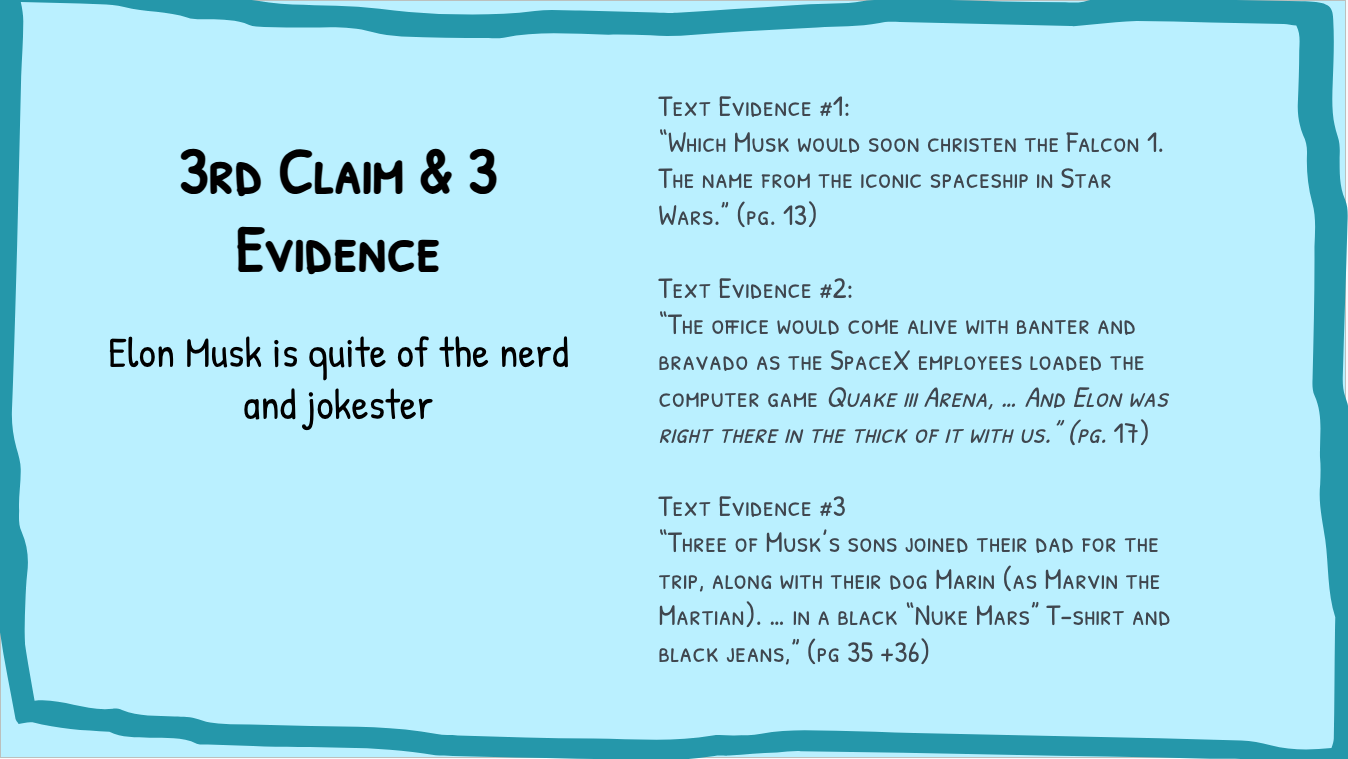 3rd Claim & 3
Evidence
Elon Musk is quite of the nerd
and jokester
Text Evidence #1:
“Which Musk would soon christen the Falcon 1.
The name from the iconic spaceship in Star
Wars.” (pg. 13)
Text Evidence #2:
“The office would come alive with banter and
bravado as the SpaceX employees loaded the
computer game Quake iii Arena, ... And Elon was
right there in the thick of it with us.” (pg. 17)
Text Evidence #3
“Three of Musk’s sons joined their dad for the
trip, along with their dog Marin (as Marvin the
Martian). ... in a black “Nuke Mars” T-shirt and
black jeans,” (pg 35 +36)